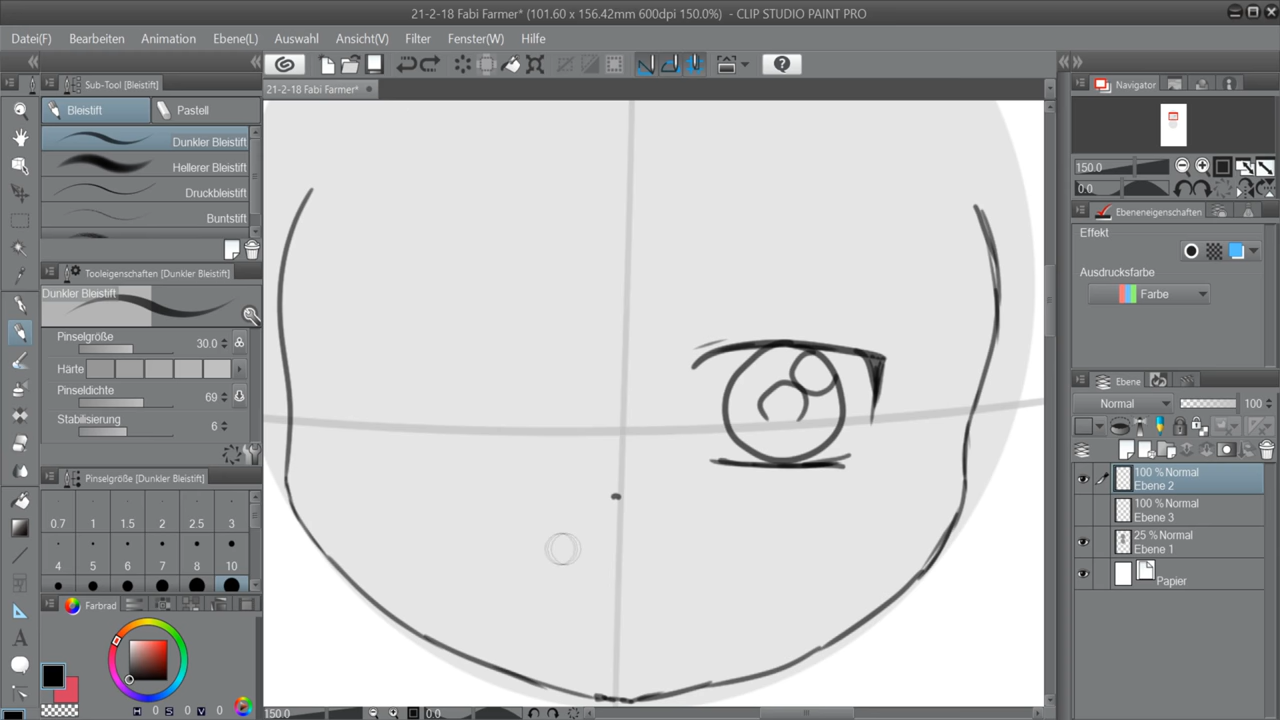 21-2-18 Fabi Farmer* (101.60 x 156.42mm 600dpi 150.0%) - CLIP STUDIO PAINT PRO
Datei(F) Bearbeiten Animation Ebene(L) Auswahl Ansicht(V) Filter Fenster(W) Hilfe
Sub-Tool [Bleistift]
Bleistift Pastell
Dunkler Bleistift
Hellerer Bleistift
Druckbleistift
Buntstift
Tooleigenschaften [Dunkler Bleistift]
Dunkler Bleistift
Pinselgröße 30.0
Härte
Pinseldichte 69
Stabilisierung 6
Pinselgröße [Dunkler Bleistift]
0.7 1 1.5 2 2.5 3
4 5 6 7 8 10
Farbrad
H 0 S 0 V 0
21-2-18 Fabi Farmer*
150.0 0.0
Navigator
150.0
0.0
Ebeneneigenschaften
Effekt
Ausdrucksfarbe
Farbe
Ebene
Normal 100
100 % Normal
Ebene 2
100 % Normal
Ebene 3
25 % Normal
Ebene 1
Papier